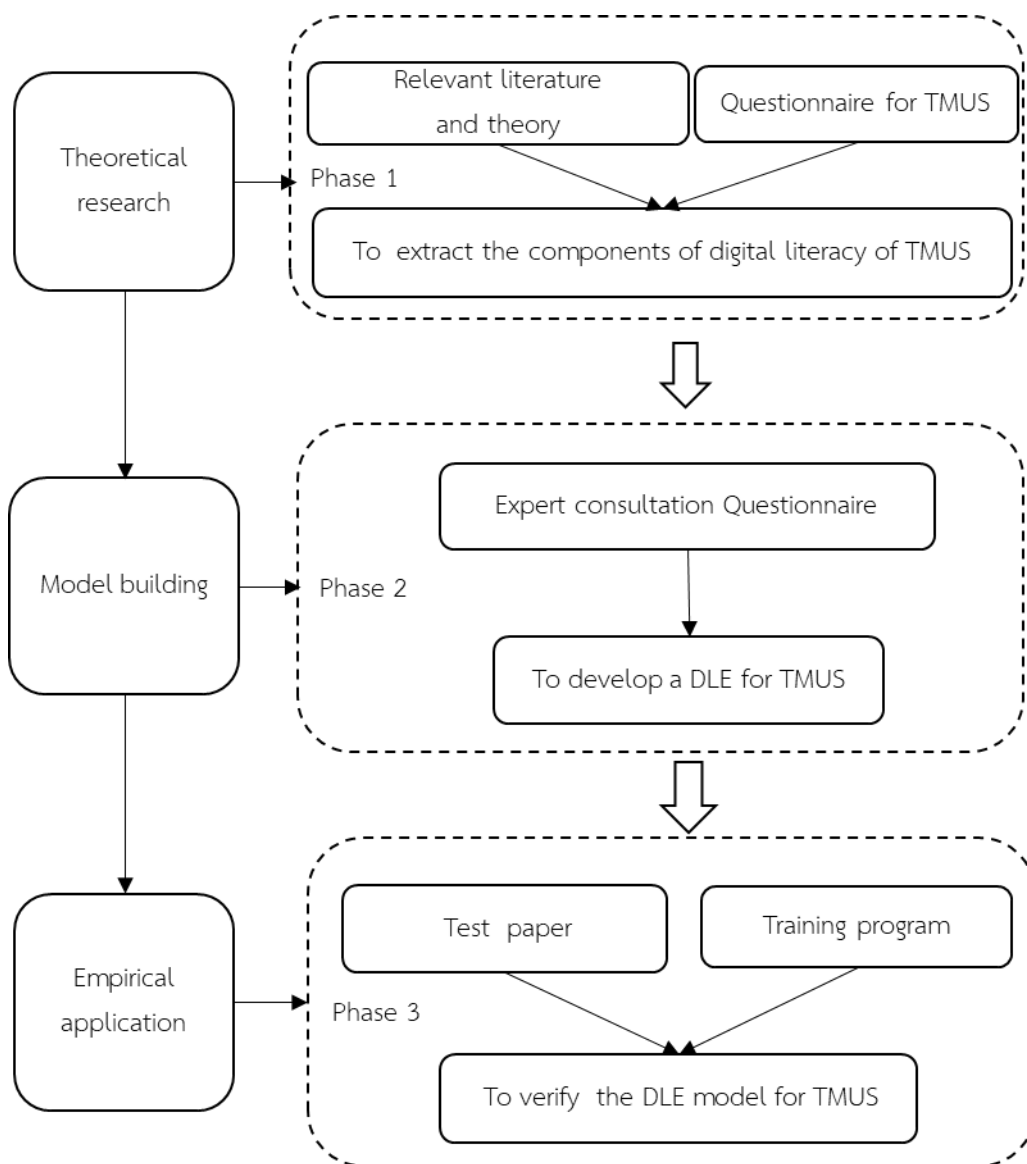 Theoretical
research
Relevant literature
and theory
Questionnaire for TMUS
Phase 1
To extract the components of digital literacy of TMUS
Model building
Expert consultation Questionnaire
Phase 2
To develop a DLE for TMUS
Empirical
application
Test paper
Training program
Phase 3
To verify the DLE model for TMUS